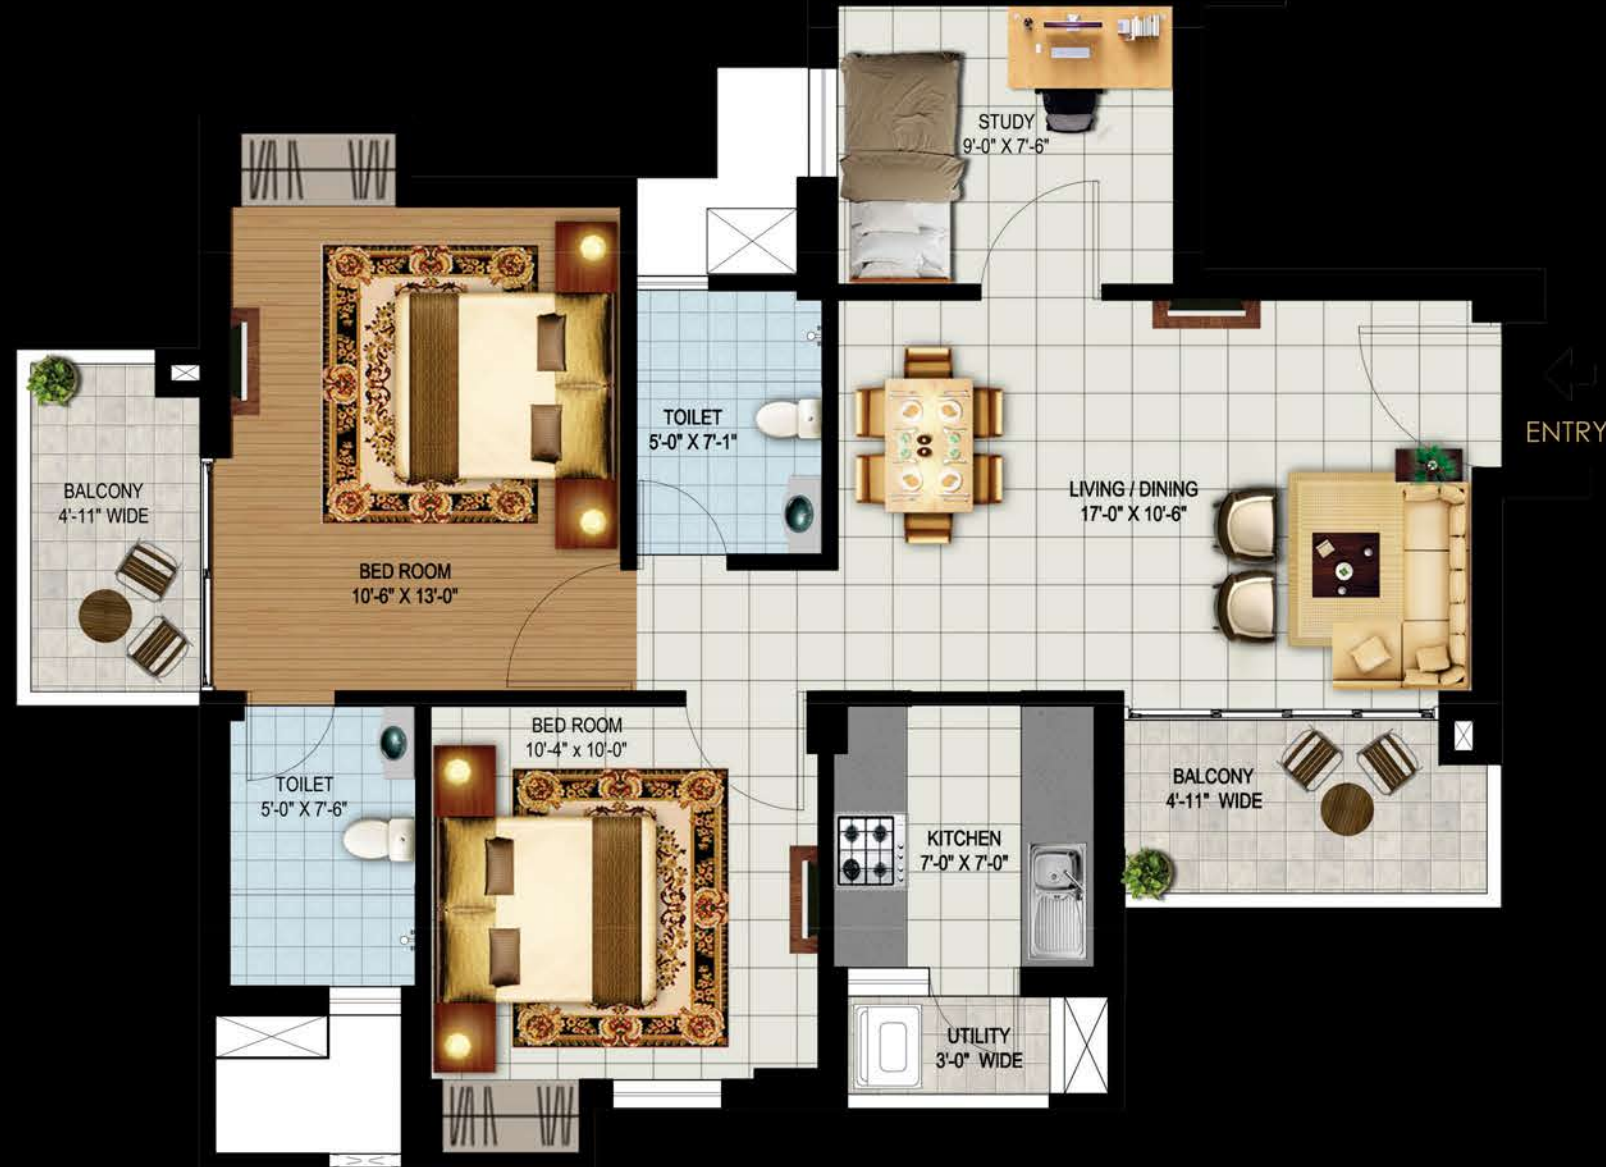 STUDY
9'-0" X 7'-6"
TOILET
5'-0" X 7'-1"
ENTRY
LIVING / DINING
17'-0" X 10'-6"
BALCONY
4'-11" WIDE
BED ROOM
10'-6" X 13'-0"
BED ROOM
10'-4" x 10'-0"
TOILET
5'-0" X 7'-6"
BALCONY
4'-11" WIDE
KITCHEN
7'-0" X 7'-0"
UTILITY
3'-0" WIDE